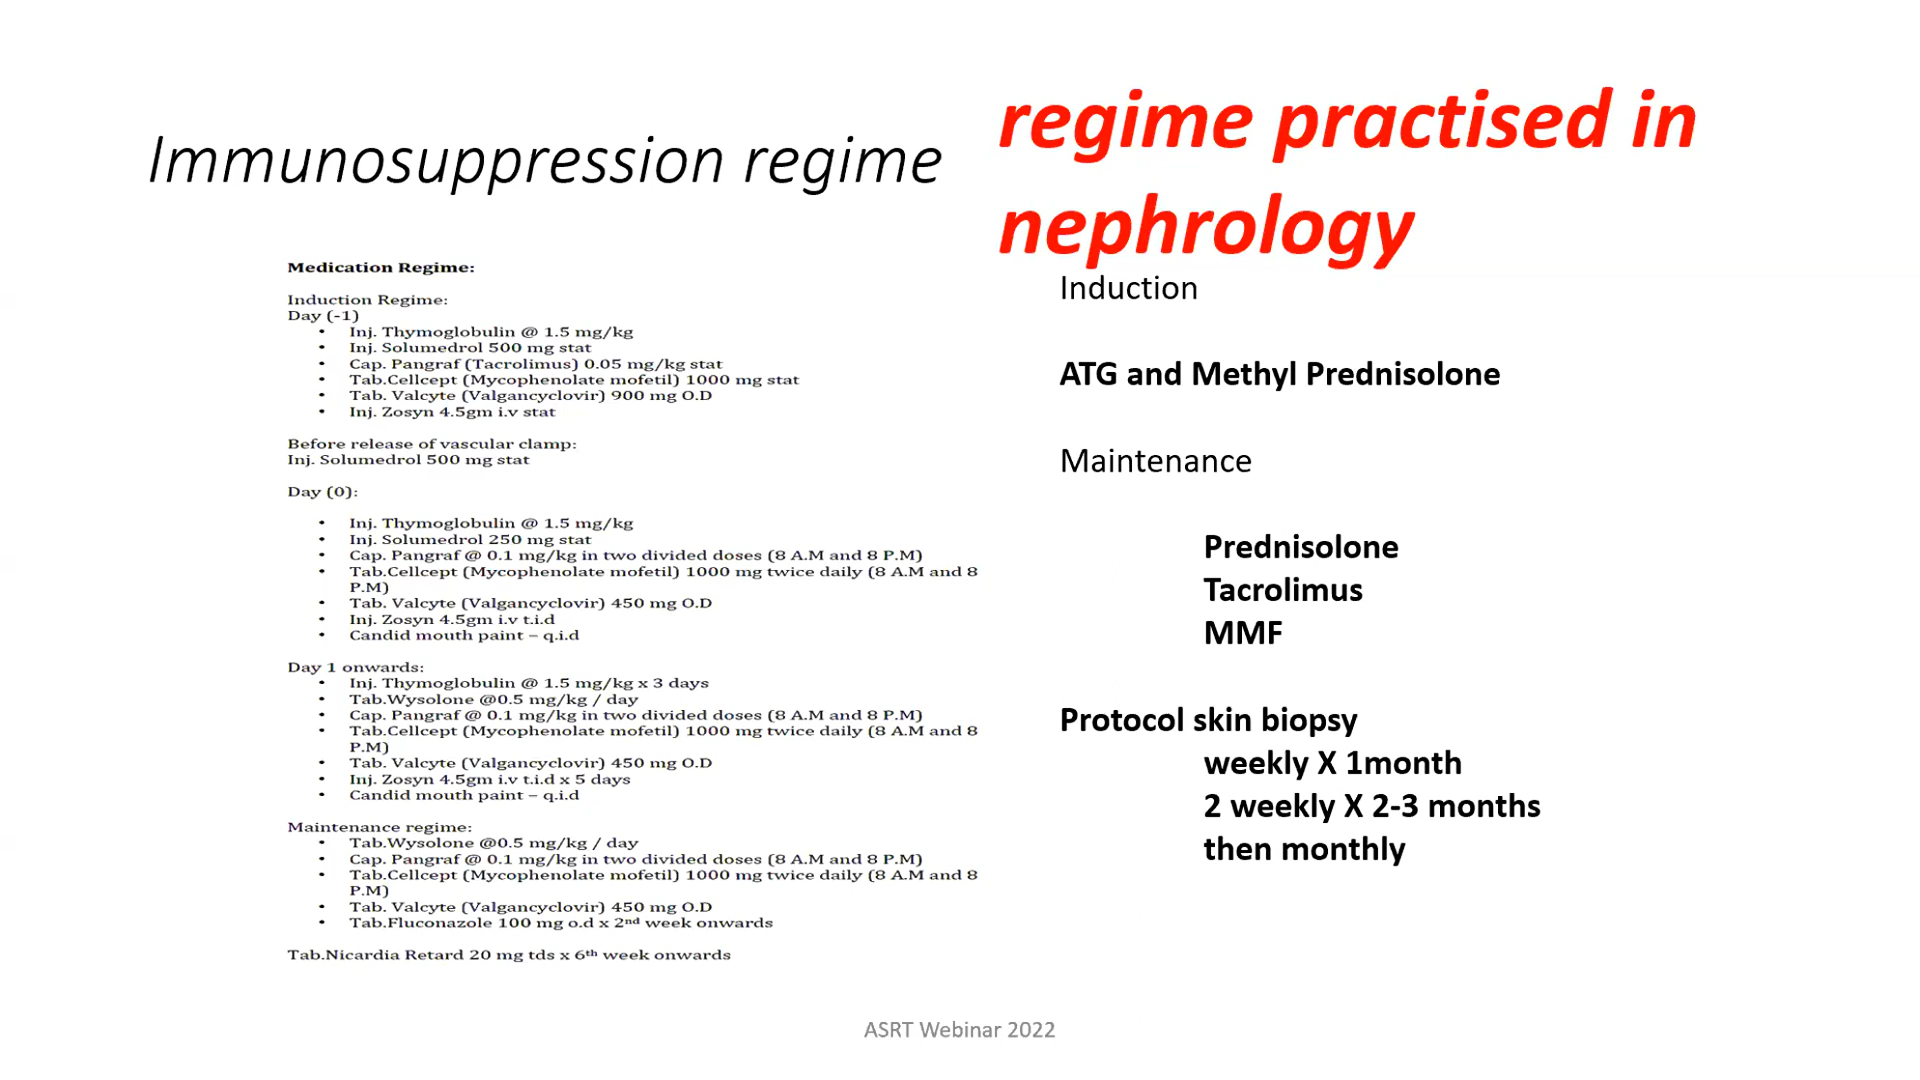 Immunosuppression regime
regime practised in
nephrology
Medication Regime:
Induction Regime:
Day (-1)
• Inj. Thymoglobulin @ 1.5 mg/kg
• Inj. Solumedrol 500 mg stat
• Cap. Pangraf (Tacrolimus) 0.05 mg/kg stat
• Tab.Cellcept (Mycophenolate mofetil) 1000 mg stat
• Tab. Valcyte (Valgancyclovir) 900 mg O.D
• Inj. Zosyn 4.5gm i.v stat
Before release of vascular clamp:
Inj. Solumedrol 500 mg stat
Day (0):
• Inj. Thymoglobulin @ 1.5 mg/kg
• Inj. Solumedrol 250 mg stat
• Cap. Pangraf @ 0.1 mg/kg in two divided doses (8 A.M and 8 P.M)
• Tab.Cellcept (Mycophenolate mofetil) 1000 mg twice daily (8 A.M and 8
P.M)
• Tab. Valcyte (Valgancyclovir) 450 mg O.D
• Inj. Zosyn 4.5gm i.v t.i.d
• Candid mouth paint – q.i.d
Day 1 onwards:
• Inj. Thymoglobulin @ 1.5 mg/kg x 3 days
• Tab.Wysolone @0.5 mg/kg / day
• Cap. Pangraf @ 0.1 mg/kg in two divided doses (8 A.M and 8 P.M)
• Tab.Cellcept (Mycophenolate mofetil) 1000 mg twice daily (8 A.M and 8
P.M)
• Tab. Valcyte (Valgancyclovir) 450 mg O.D
• Inj. Zosyn 4.5gm i.v t.i.d x 5 days
• Candid mouth paint – q.i.d
Maintenance regime:
• Tab.Wysolone @0.5 mg/kg / day
• Cap. Pangraf @ 0.1 mg/kg in two divided doses (8 A.M and 8 P.M)
• Tab.Cellcept (Mycophenolate mofetil) 1000 mg twice daily (8 A.M and 8
P.M)
• Tab. Valcyte (Valgancyclovir) 450 mg O.D
• Tab.Fluconazole 100 mg o.d x 2nd week onwards
Tab.Nicardia Retard 20 mg tds x 6th week onwards
Induction
ATG and Methyl Prednisolone
Maintenance
Prednisolone
Tacrolimus
MMF
Protocol skin biopsy
weekly X 1month
2 weekly X 2-3 months
then monthly
ASRT Webinar 2022